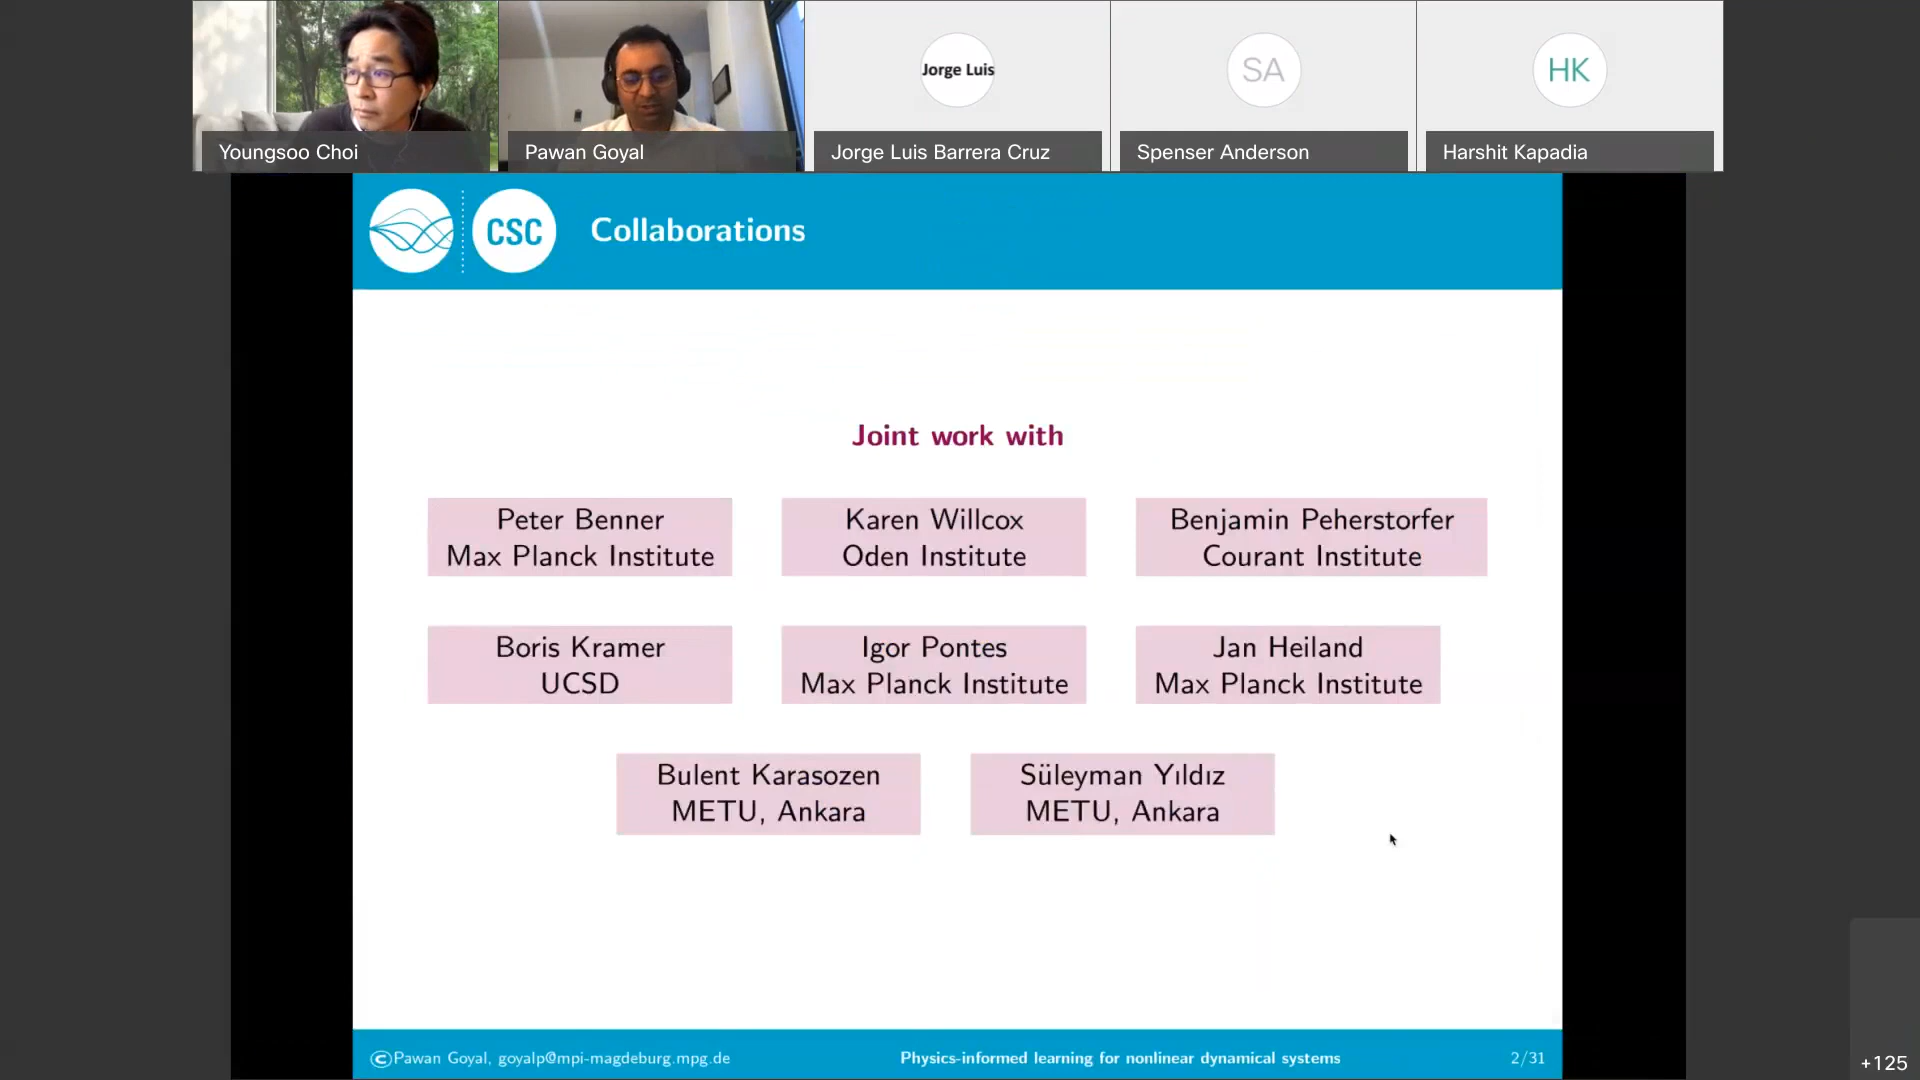 Youngsoo Choi
Pawan Goyal
Jorge Luis
Jorge Luis Barrera Cruz
SA
Spenser Anderson
HK
Harshit Kapadia
CSC
Collaborations
Joint work with
Peter Benner
Max Planck Institute
Karen Willcox
Oden Institute
Benjamin Peherstorfer
Courant Institute
Boris Kramer
UCSD
Igor Pontes
Max Planck Institute
Jan Heiland
Max Planck Institute
Bulent Karasozen
METU, Ankara
Süleyman Yıldız
METU, Ankara
©Pawan Goyal, goyalp@mpi-magdeburg.mpg.de
Physics-informed learning for nonlinear dynamical systems
2/31
+125